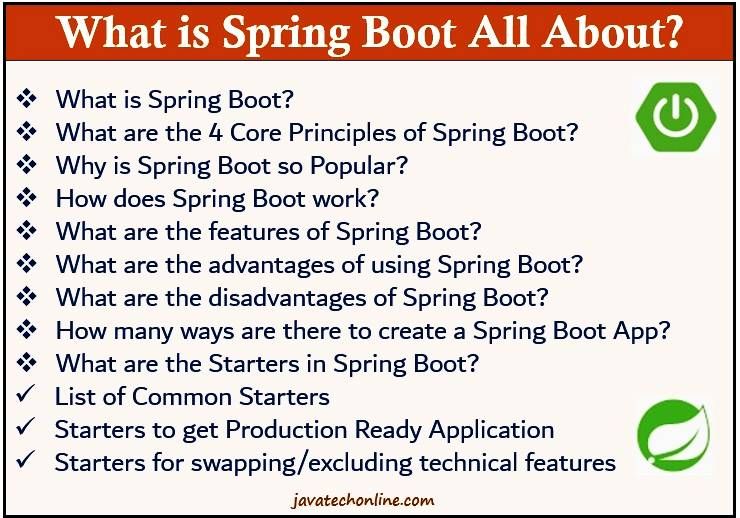 What is Spring Boot All About?
❖ What is Spring Boot?
❖ What are the 4 Core Principles of Spring Boot?
❖ Why is Spring Boot so Popular?
❖ How does Spring Boot work?
❖ What are the features of Spring Boot?
❖ What are the advantages of using Spring Boot?
❖ What are the disadvantages of Spring Boot?
❖ How many ways are there to create a Spring Boot App?
❖ What are the Starters in Spring Boot?
✓ List of Common Starters
✓ Starters to get Production Ready Application
✓ Starters for swapping/excluding technical features
javatechonline.com